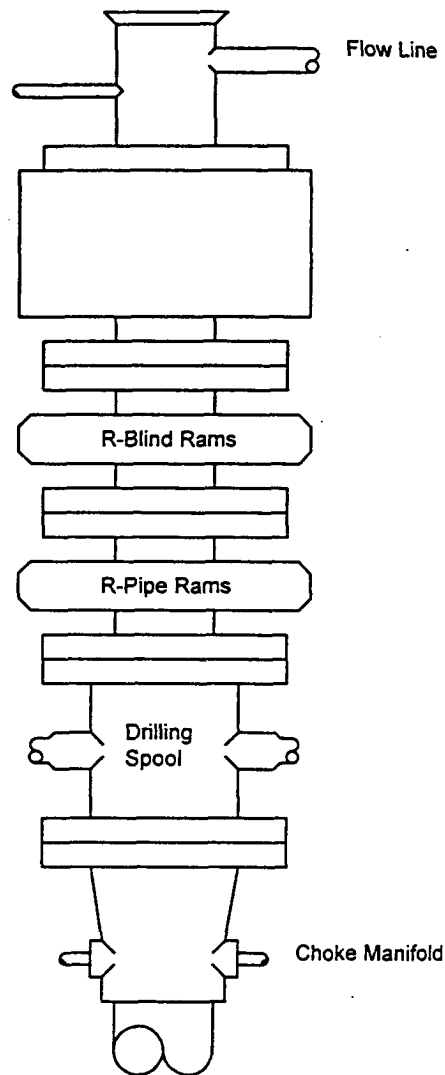 Flow Line
R-Blind Rams
R-Pipe Rams
Drilling
Spool
Choke Manifold